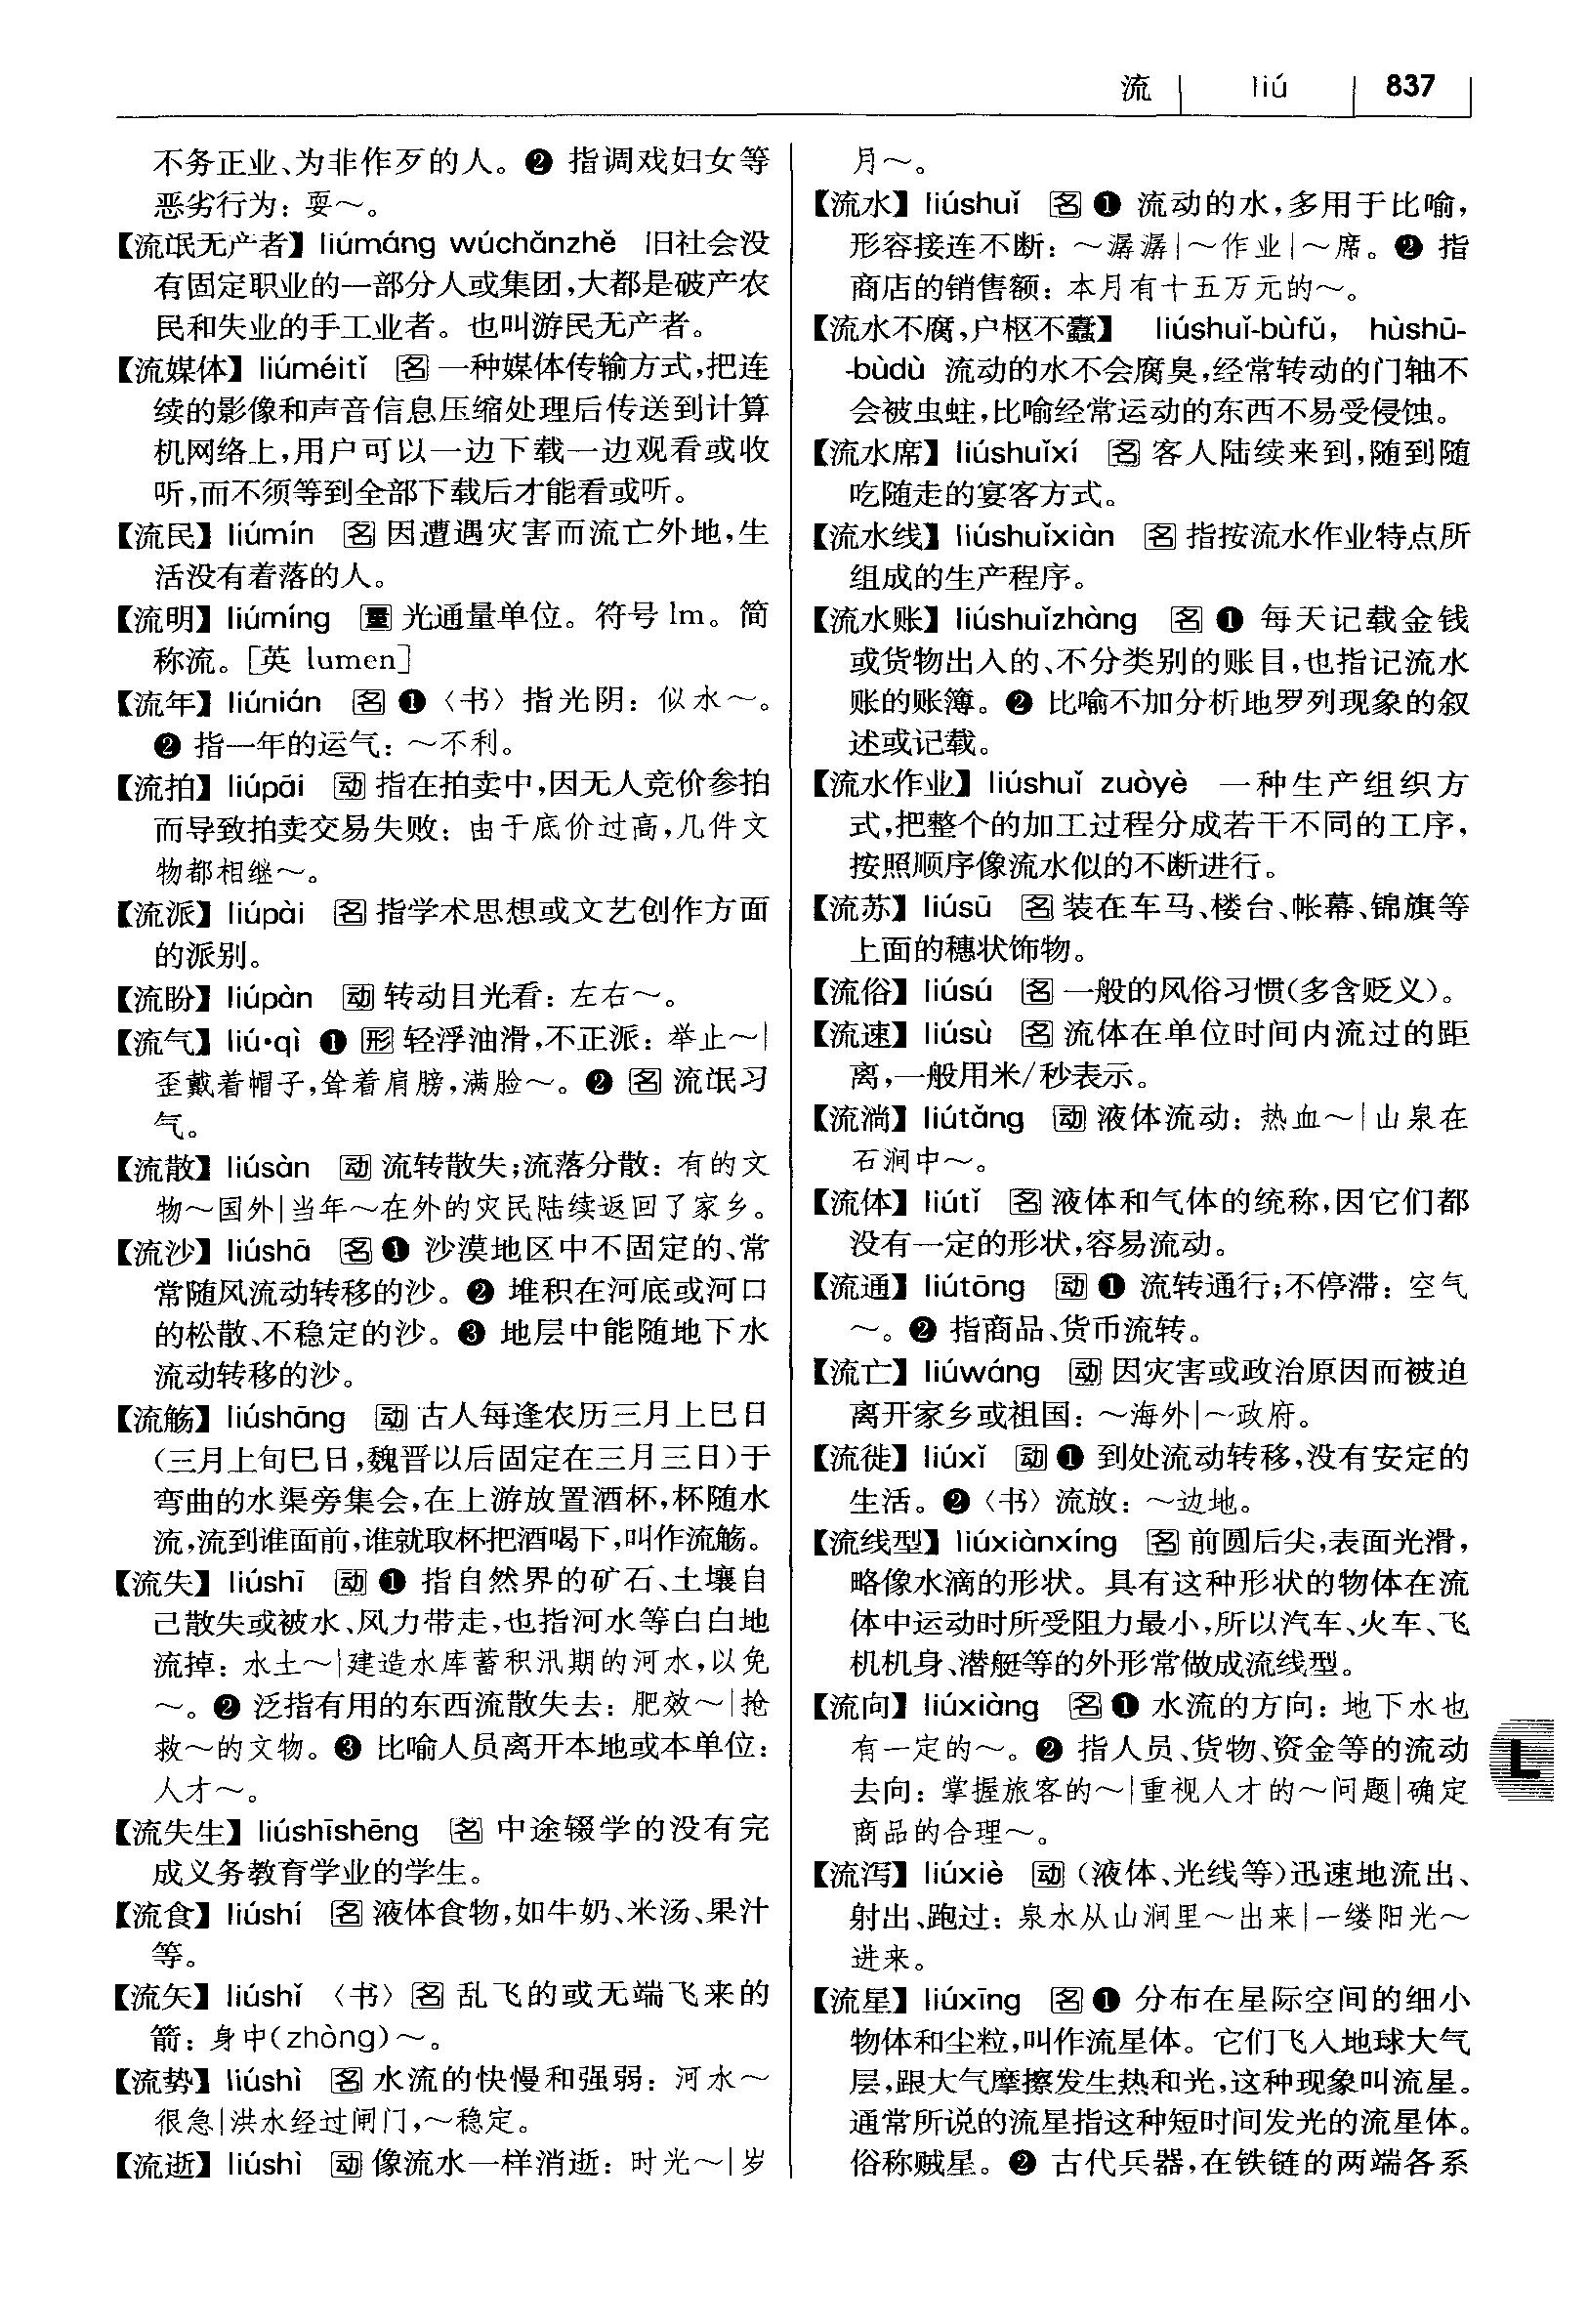 流 liú 837
不务正业、为非作歹的人。❷ 指调戏妇女等
恶劣行为：耍～。
【流氓无产者】liúmáng wúchǎnzhě 旧社会没
有固定职业的一部分人或集团，大都是破产农
民和失业的手工业者。也叫游民无产者。
【流媒体】liúméitǐ 名 一种媒体传输方式，把连
续的影像和声音信息压缩处理后传送到计算
机网络上，用户可以一边下载一边观看或收
听，而不须等到全部下载后才能看或听。
【流民】liúmín 名 因遭遇灾害而流亡外地，生
活没有着落的人。
【流明】liúmíng 量 光通量单位。符号 lm。简
称流。[英 lumen]
【流年】liúnián 名 ❶〈书〉指光阴：似水～。
❷ 指一年的运气：～不利。
【流拍】liúpāi 动 指在拍卖中，因无人竞价参拍
而导致拍卖交易失败：由于底价过高，几件文
物都相继～。
【流派】liúpài 名 指学术思想或文艺创作方面
的派别。
【流盼】liúpàn 动 转动目光看：左右～。
【流气】liú•qì ❶ 形 轻浮油滑，不正派：举止～|
歪戴着帽子，耸着肩膀，满脸～。❷ 名 流氓习
气。
【流散】liúsàn 动 流转散失；流落分散：有的文
物～国外|当年～在外的灾民陆续返回了家乡。
【流沙】liúshā 名 ❶ 沙漠地区中不固定的、常
常随风流动转移的沙。❷ 堆积在河底或河口
的松散、不稳定的沙。❸ 地层中能随地下水
流动转移的沙。
【流觞】liúshāng 动 古人每逢农历三月上巳日
(三月上旬巳日，魏晋以后固定在三月三日)于
弯曲的水渠旁集会，在上游放置酒杯，杯随水
流，流到谁面前，谁就取杯把酒喝下，叫作流觞。
【流失】liúshī 动 ❶ 指自然界的矿石、土壤自
己散失或被水、风力带走，也指河水等白白地
流掉：水土～|建造水库蓄积汛期的河水，以免
～。❷ 泛指有用的东西流散失去：肥效～|抢
救～的文物。❸ 比喻人员离开本地或本单位：
人才～。
【流失生】liúshīshēng 名 中途辍学的没有完
成义务教育学业的学生。
【流食】liúshí 名 液体食物，如牛奶、米汤、果汁
等。
【流矢】liúshǐ 〈书〉名 乱飞的或无端飞来的
箭：身中(zhòng)～。
【流势】liúshì 名 水流的快慢和强弱：河水～
很急|洪水经过闸门，～稳定。
【流逝】liúshì 动 像流水一样消逝：时光～|岁
月～。
【流水】liúshuǐ 名 ❶ 流动的水，多用于比喻，
形容接连不断：～潺潺|～作业|～席。❷ 指
商店的销售额：本月有十五万元的～。
【流水不腐，户枢不蠹】 liúshuǐ-bùfǔ, hùshū-
-bùdù 流动的水不会腐臭，经常转动的门轴不
会被虫蛀，比喻经常运动的东西不易受侵蚀。
【流水席】liúshuǐxí 名 客人陆续来到，随到随
吃随走的宴客方式。
【流水线】liúshuǐxiàn 名 指按流水作业特点所
组成的生产程序。
【流水账】liúshuǐzhàng 名 ❶ 每天记载金钱
或货物出入的、不分类别的账目，也指记流水
账的账簿。❷ 比喻不加分析地罗列现象的叙
述或记载。
【流水作业】liúshuǐ zuòyè 一种生产组织方
式，把整个的加工过程分成若干不同的工序，
按照顺序像流水似的不断进行。
【流苏】liúsū 名 装在车马、楼台、帐幕、锦旗等
上面的穗状饰物。
【流俗】liúsú 名 一般的风俗习惯(多含贬义)。
【流速】liúsù 名 流体在单位时间内流过的距
离，一般用米/秒表示。
【流淌】liútǎng 动 液体流动：热血～|山泉在
石涧中～。
【流体】liútǐ 名 液体和气体的统称，因它们都
没有一定的形状，容易流动。
【流通】liútōng 动 ❶ 流转通行；不停滞：空气
～。❷ 指商品、货币流转。
【流亡】liúwáng 动 因灾害或政治原因而被迫
离开家乡或祖国：～海外|～政府。
【流徙】liúxǐ 动 ❶ 到处流动转移，没有安定的
生活。❷〈书〉流放：～边地。
【流线型】liúxiànxíng 名 前圆后尖，表面光滑，
略像水滴的形状。具有这种形状的物体在流
体中运动时所受阻力最小，所以汽车、火车、飞
机机身、潜艇等的外形常做成流线型。
【流向】liúxiàng 名 ❶ 水流的方向：地下水也
有一定的～。❷ 指人员、货物、资金等的流动
去向：掌握旅客的～|重视人才的～问题|确定
商品的合理～。
【流泻】liúxiè 动 (液体、光线等)迅速地流出、
射出、跑过：泉水从山涧里～出来|一缕阳光～
进来。
【流星】liúxīng 名 ❶ 分布在星际空间的细小
物体和尘粒，叫作流星体。它们飞入地球大气
层，跟大气摩擦发生热和光，这种现象叫流星。
通常所说的流星指这种短时间发光的流星体。
俗称贼星。❷ 古代兵器，在铁链的两端各系
L